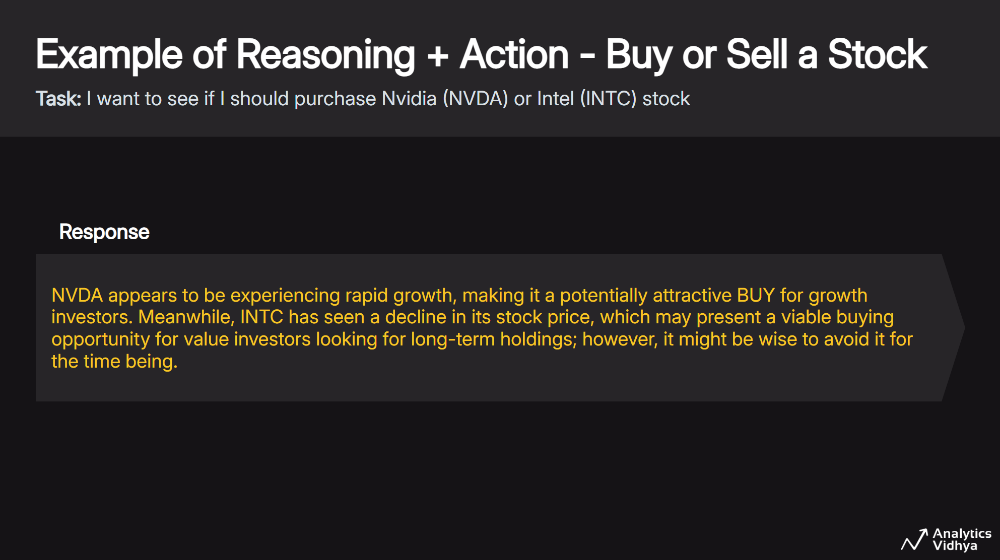 Example of Reasoning + Action - Buy or Sell a Stock
Task: I want to see if I should purchase Nvidia (NVDA) or Intel (INTC) stock
Response
NVDA appears to be experiencing rapid growth, making it a potentially attractive BUY for growth
investors. Meanwhile, INTC has seen a decline in its stock price, which may present a viable buying
opportunity for value investors looking for long-term holdings; however, it might be wise to avoid it for
the time being.
Analytics
Vidhya